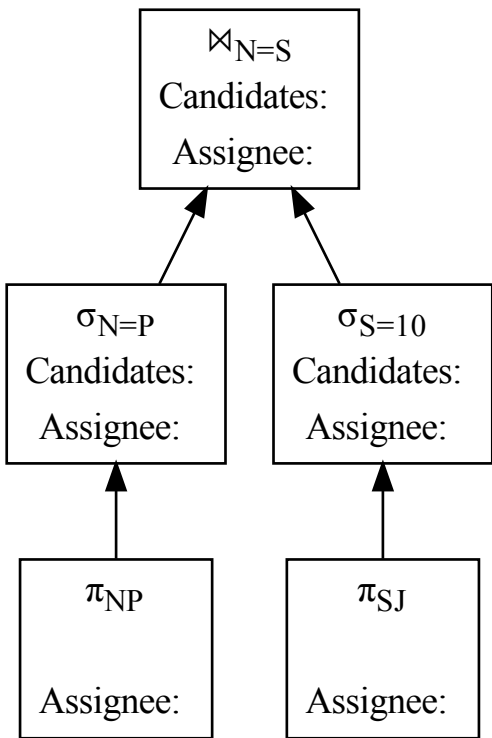 ⋈N=S
Candidates:
Assignee:
σN=P
Candidates:
Assignee:
σS=10
Candidates:
Assignee:
πNP
Assignee:
πSJ
Assignee: